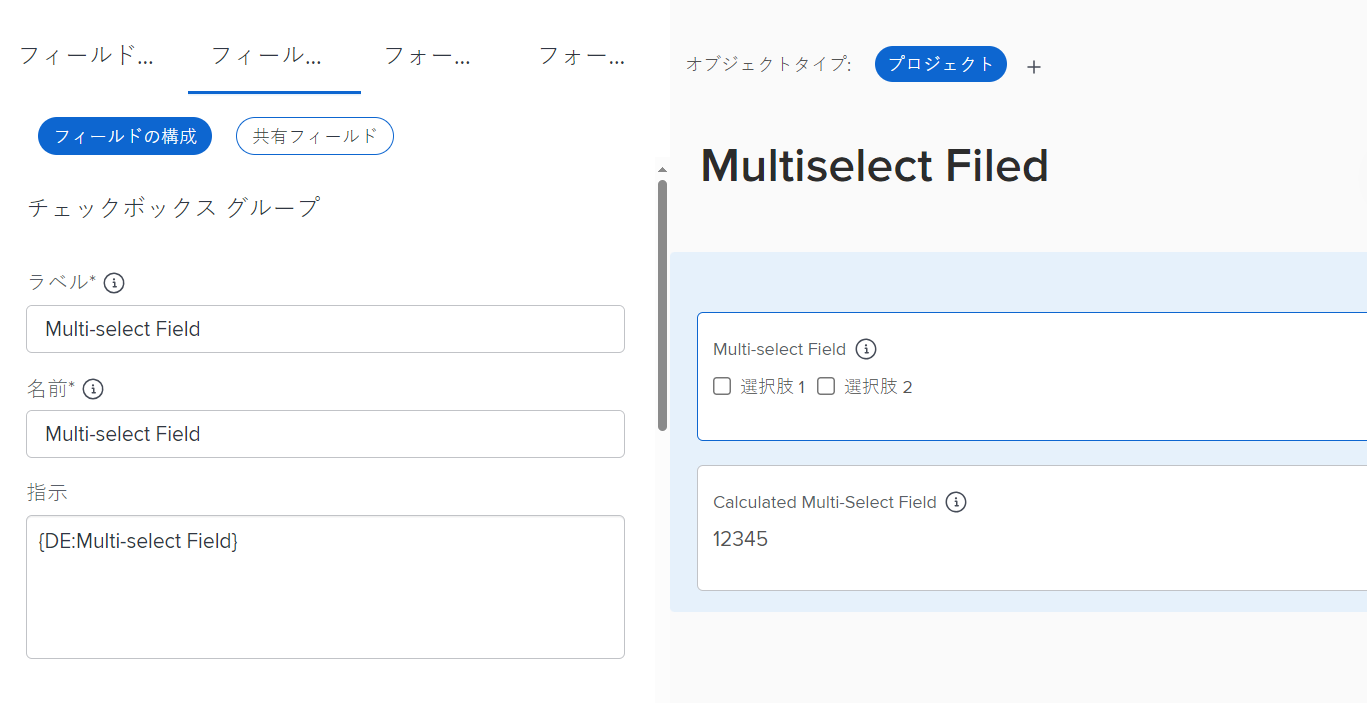 フィールド...
フィール...
フォー...
フォー...
フィールドの構成
共有フィールド
チェックボックス グループ
ラベル*
Multi-select Field
名前*
Multi-select Field
指示
{DE:Multi-select Field}
オブジェクトタイプ:
プロジェクト
+
Multiselect Filed
Multi-select Field
選択肢 1
選択肢 2
Calculated Multi-Select Field
12345